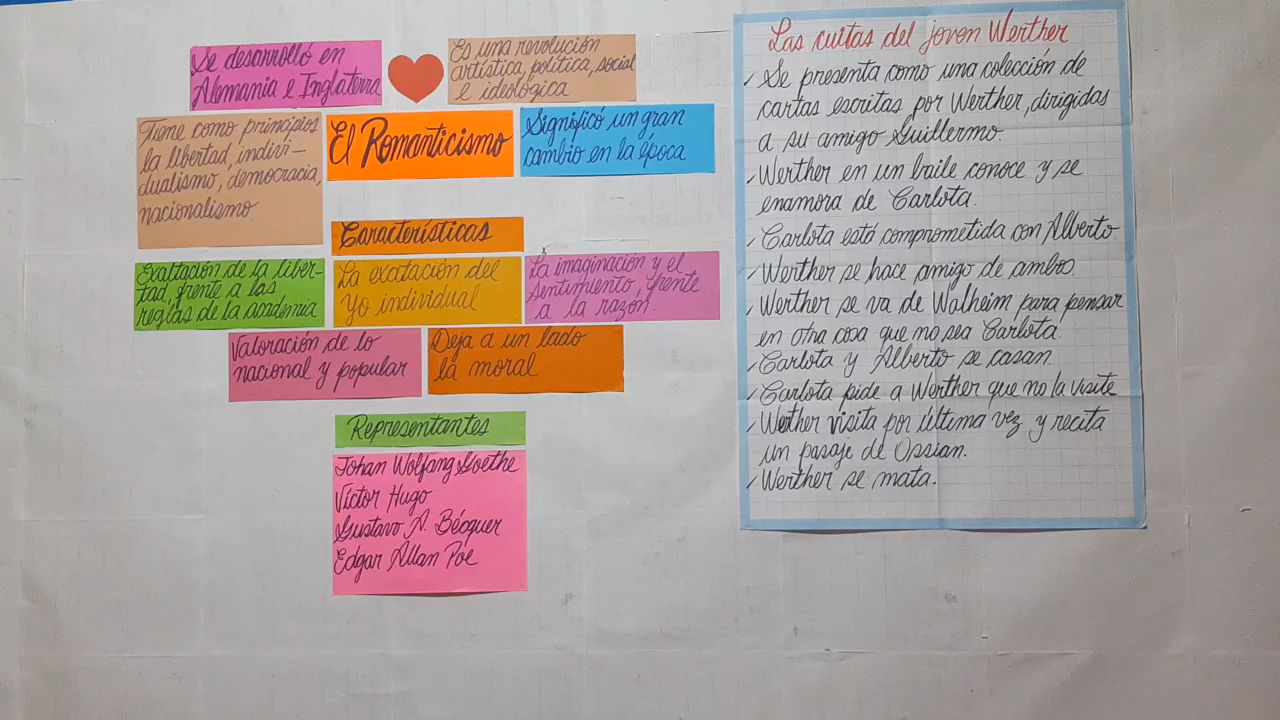 Se desarrolló en
Alemania e Inglaterra
Es una revolución
artística, política, social
e ideológica
Tiene como principios
la libertad, indivi-
dualismo, democracia,
nacionalismo.
El Romanticismo
Significó un gran
cambio en la época
Características
Exaltación de la liber-
tad, frente a las
reglas de la academia
La excitación del
Yo individual
La imaginación y el
sentimiento, frente
a la razón.
Valoración de lo
nacional y popular
Deja a un lado
la moral
Representantes
Johan Wolfang Goethe
Víctor Hugo
Gustavo A. Bécquer
Edgar Allan Poe
Las cuitas del joven Werther
✓ Se presenta como una colección de
cartas escritas por Werther, dirigidas
a su amigo Guillermo
✓ Werther en un baile conoce y se
enamora de Carlota.
✓ Carlota está comprometida con Alberto
✓ Werther se hace amigo de ambos.
✓ Werther se va de Walheim para pensar
en otra cosa que no sea Carlota.
✓ Carlota y Alberto se casan.
✓ Carlota pide a Werther que no la visite
✓ Werther visita por última vez y recita
un pasaje de Ossian.
✓ Werther se mata.